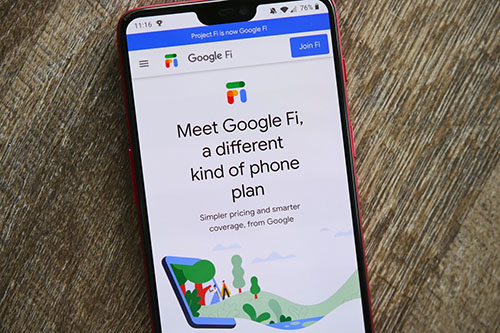 11:16 76%
Project Fi is now Google Fi
Google Fi Join Fi
Fi
Meet Google Fi,
a different
kind of phone
plan
Simpler pricing and smarter
coverage, from Google